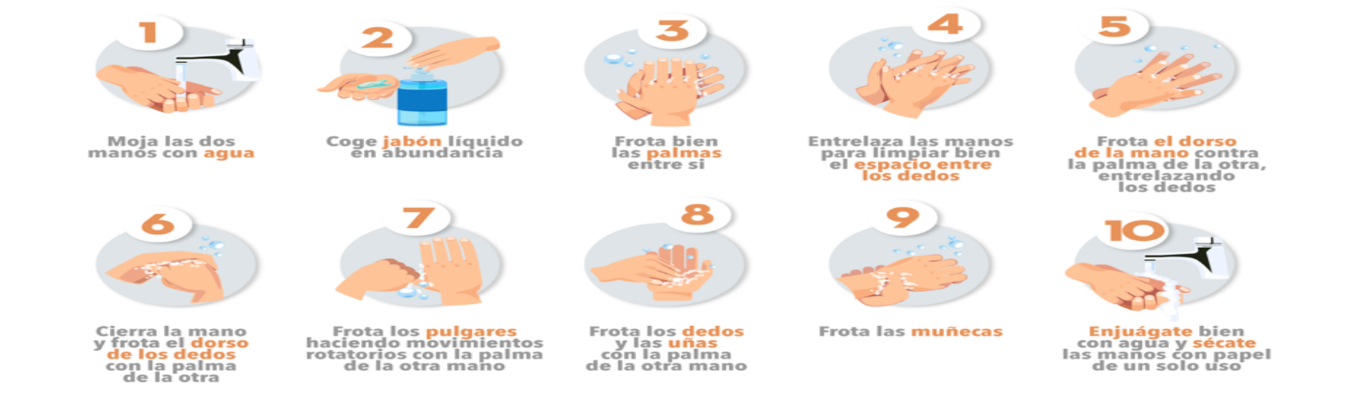 1
Moja las dos
manos con agua
2
Coge jabón líquido
en abundancia
3
Frota bien
las palmas
entre si
4
Entrelaza las manos
para limpiar bien
el espacio entre
los dedos
5
Frota el dorso
de la mano contra
la palma de la otra,
entrelazando
los dedos
6
Cierra la mano
y frota el dorso
de los dedos
con la palma
de la otra
7
Frota los pulgares
haciendo movimientos
rotatorios con la palma
de la otra mano
8
Frota los dedos
y las uñas
con la palma
de la otra mano
9
Frota las muñecas
10
Enjuágate bien
con agua y sécate
las manos con papel
de un solo uso